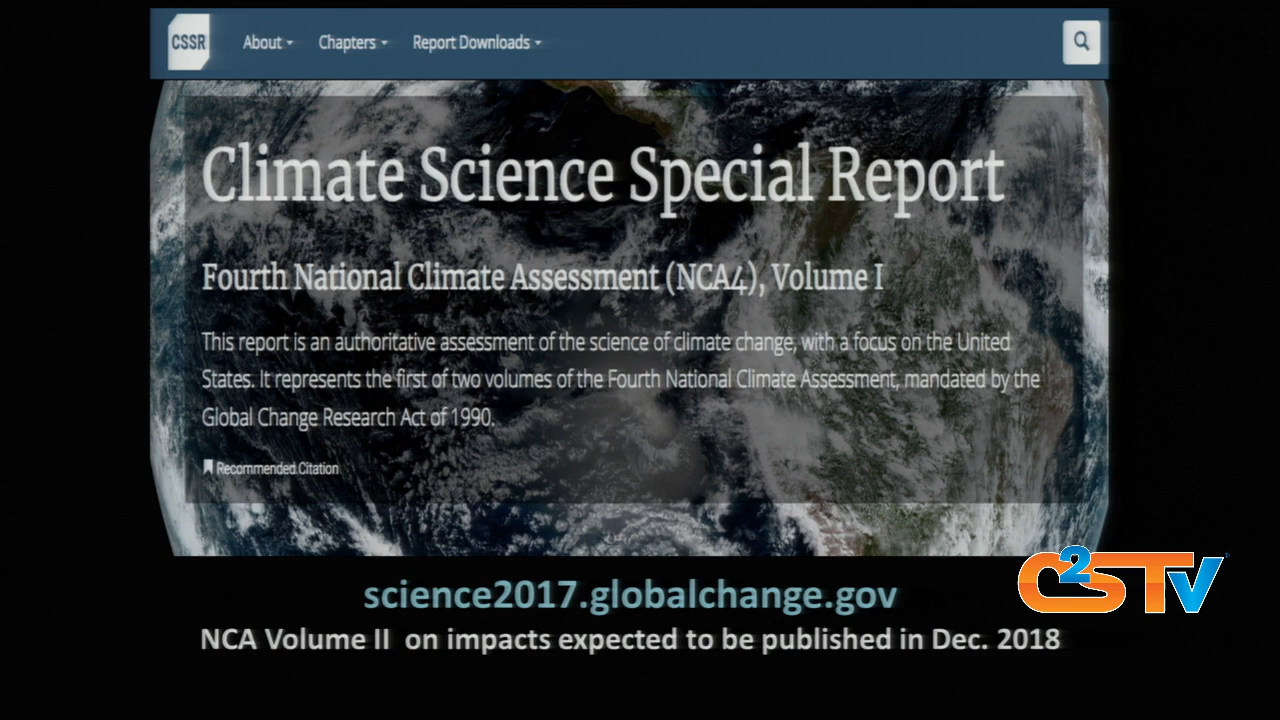 CSSR About Chapters Report Downloads
Climate Science Special Report
Fourth National Climate Assessment (NCA4), Volume I
This report is an authoritative assessment of the science of climate change, with a focus on the United
States. It represents the first of two volumes of the Fourth National Climate Assessment, mandated by the
Global Change Research Act of 1990.
Recommended Citation
C2STV
science2017.globalchange.gov
NCA Volume II on impacts expected to be published in Dec. 2018